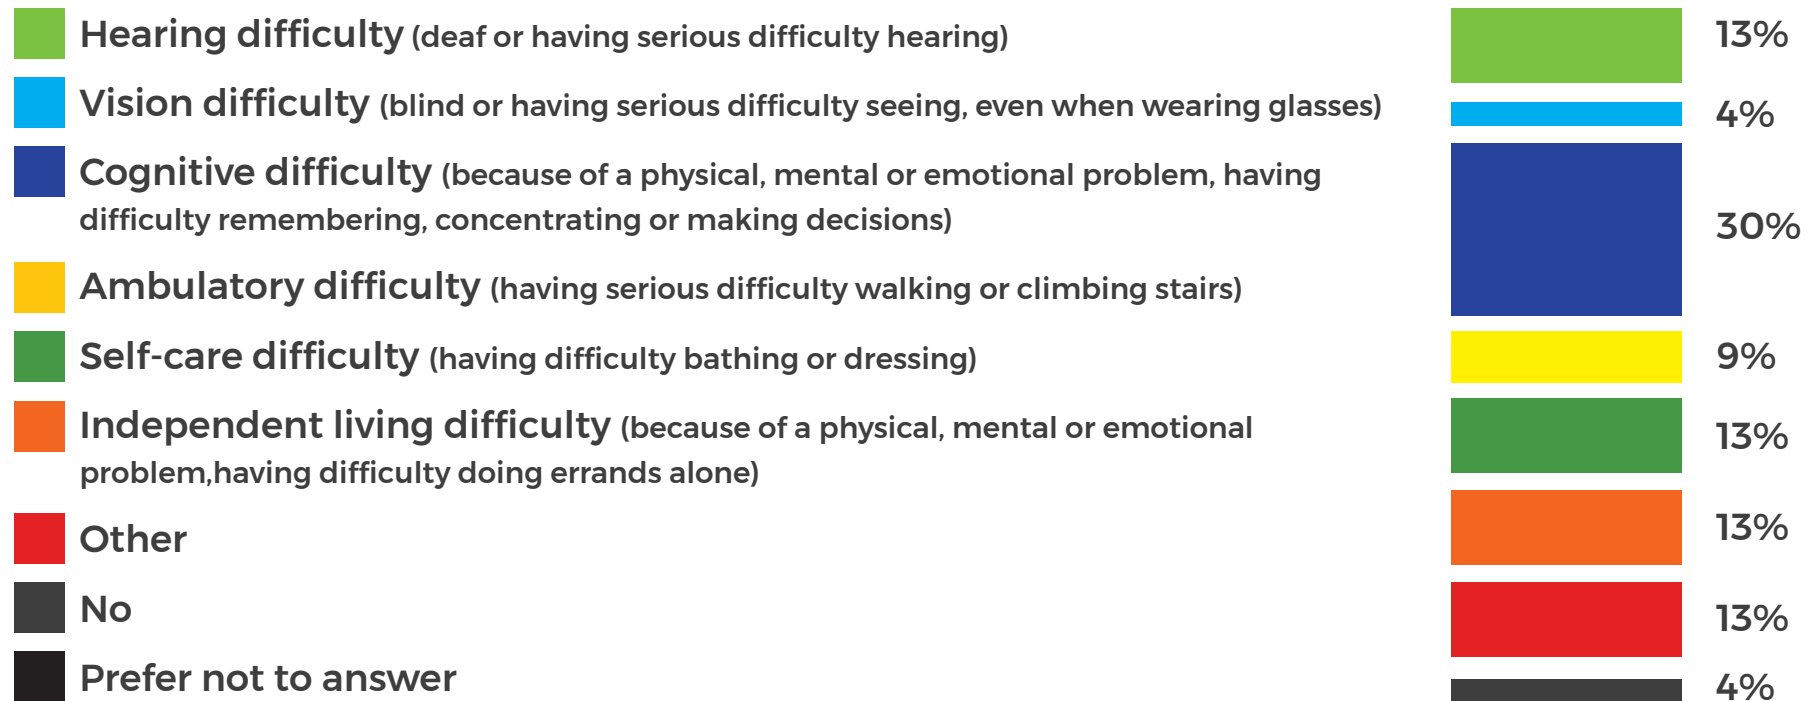 Hearing difficulty (deaf or having serious difficulty hearing)
Vision difficulty (blind or having serious difficulty seeing, even when wearing glasses)
Cognitive difficulty (because of a physical, mental or emotional problem, having
difficulty remembering, concentrating or making decisions)
Ambulatory difficulty (having serious difficulty walking or climbing stairs)
Self-care difficulty (having difficulty bathing or dressing)
Independent living difficulty (because of a physical, mental or emotional
problem,having difficulty doing errands alone)
Other
No
Prefer not to answer
13%
4%
30%
9%
13%
13%
13%
4%